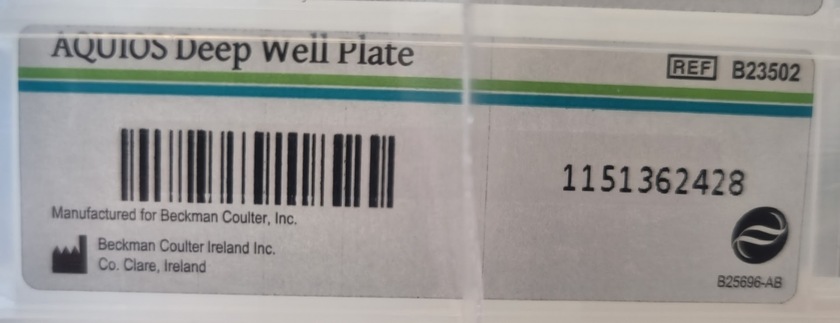 AQUIOS Deep Well Plate
REF B23502
1151362428
Manufactured for Beckman Coulter, Inc.
Beckman Coulter Ireland Inc.
Co. Clare, Ireland
B25696-AB